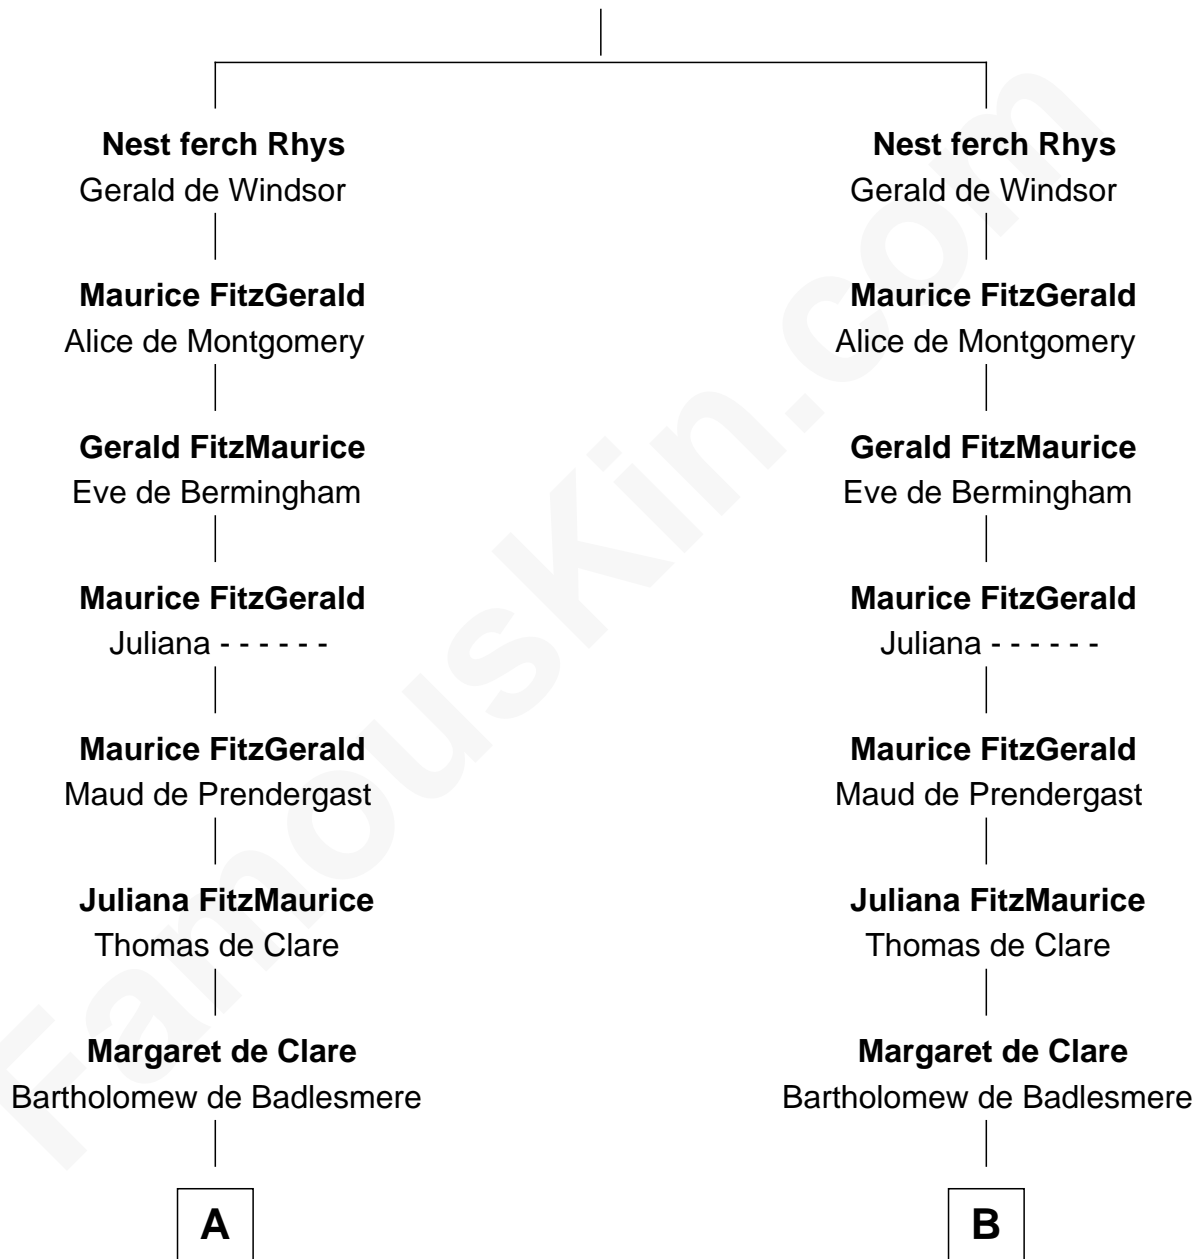 Nest ferch Rhys Nest ferch Rhys
Gerald de Windsor Gerald de Windsor
Maurice FitzGerald Maurice FitzGerald
Alice de Montgomery Alice de Montgomery
Gerald FitzMaurice Gerald FitzMaurice
Eve de Bermingham Eve de Bermingham
Maurice FitzGerald Maurice FitzGerald
Juliana - - - - - - Juliana - - - - - -
Maurice FitzGerald Maurice FitzGerald
Maud de Prendergast Maud de Prendergast
Juliana FitzMaurice Juliana FitzMaurice
Thomas de Clare Thomas de Clare
Margaret de Clare Margaret de Clare
Bartholomew de Badlesmere Bartholomew de Badlesmere
A B
FamousKin.com